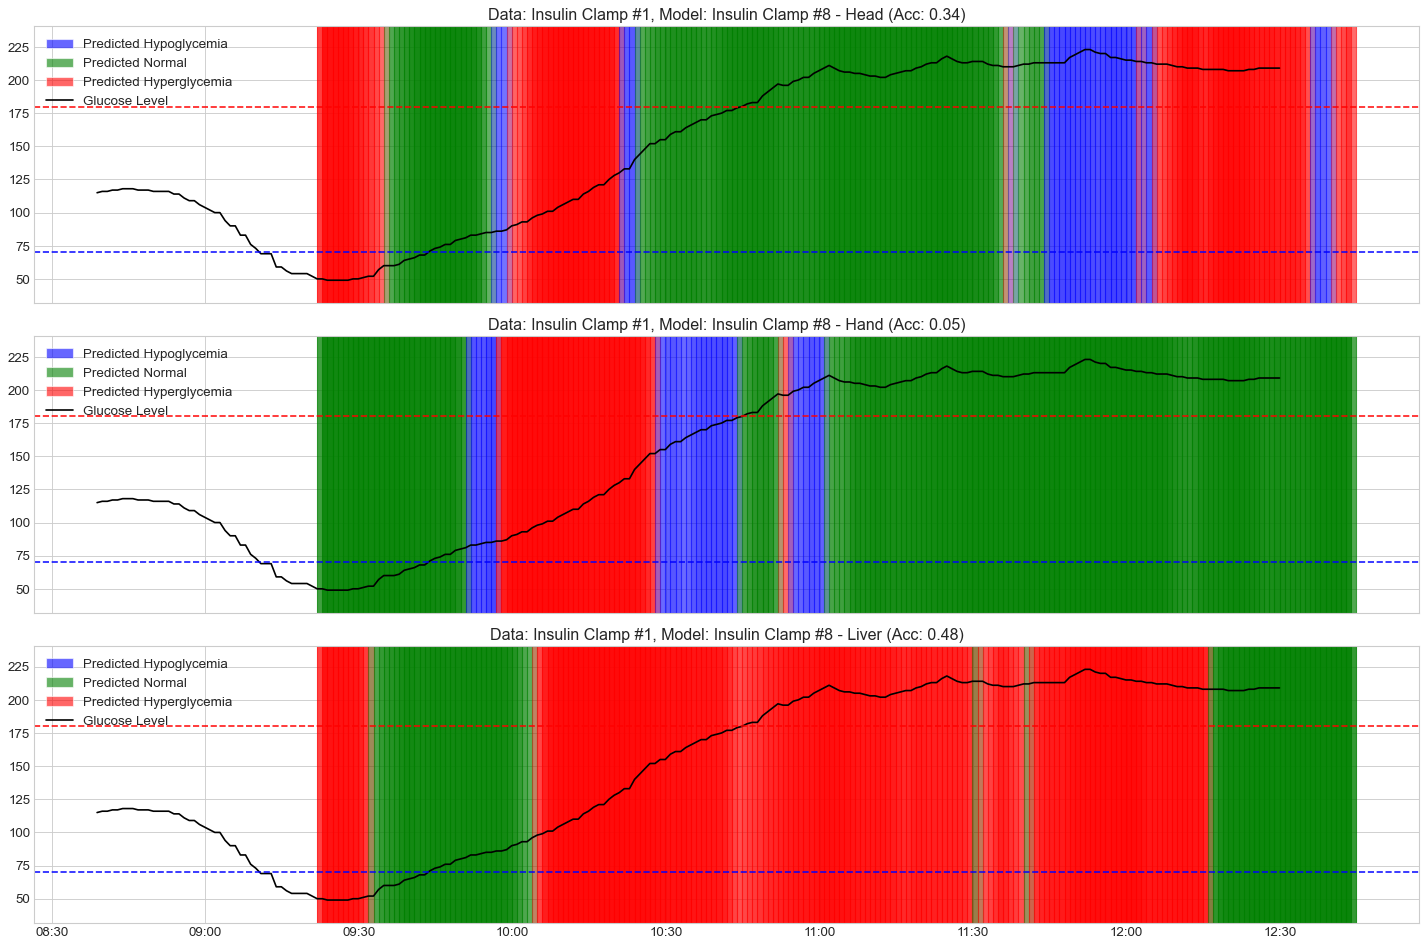 Data: Insulin Clamp #1, Model: Insulin Clamp #8 - Head (Acc: 0.34)
225
200
175
150
125
100
75
50
Predicted Hypoglycemia
Predicted Normal
Predicted Hyperglycemia
Glucose Level
Data: Insulin Clamp #1, Model: Insulin Clamp #8 - Hand (Acc: 0.05)
225
200
175
150
125
100
75
50
Predicted Hypoglycemia
Predicted Normal
Predicted Hyperglycemia
Glucose Level
Data: Insulin Clamp #1, Model: Insulin Clamp #8 - Liver (Acc: 0.48)
225
200
175
150
125
100
75
50
Predicted Hypoglycemia
Predicted Normal
Predicted Hyperglycemia
Glucose Level
08:30 09:00 09:30 10:00 10:30 11:00 11:30 12:00 12:30